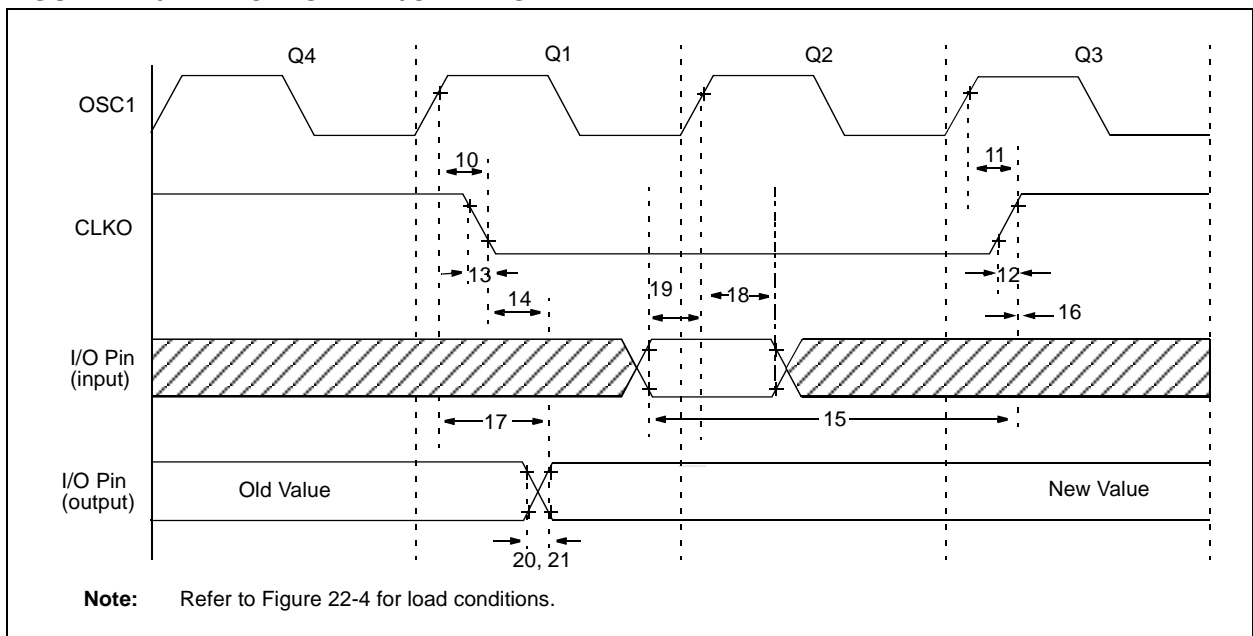 Q4 Q1 Q2 Q3
OSC1
10 11
CLKO
13 12
14 19 18
16
I/O Pin
(input)
17 15
I/O Pin
(output)
Old Value New Value
20, 21
Note: Refer to Figure 22-4 for load conditions.